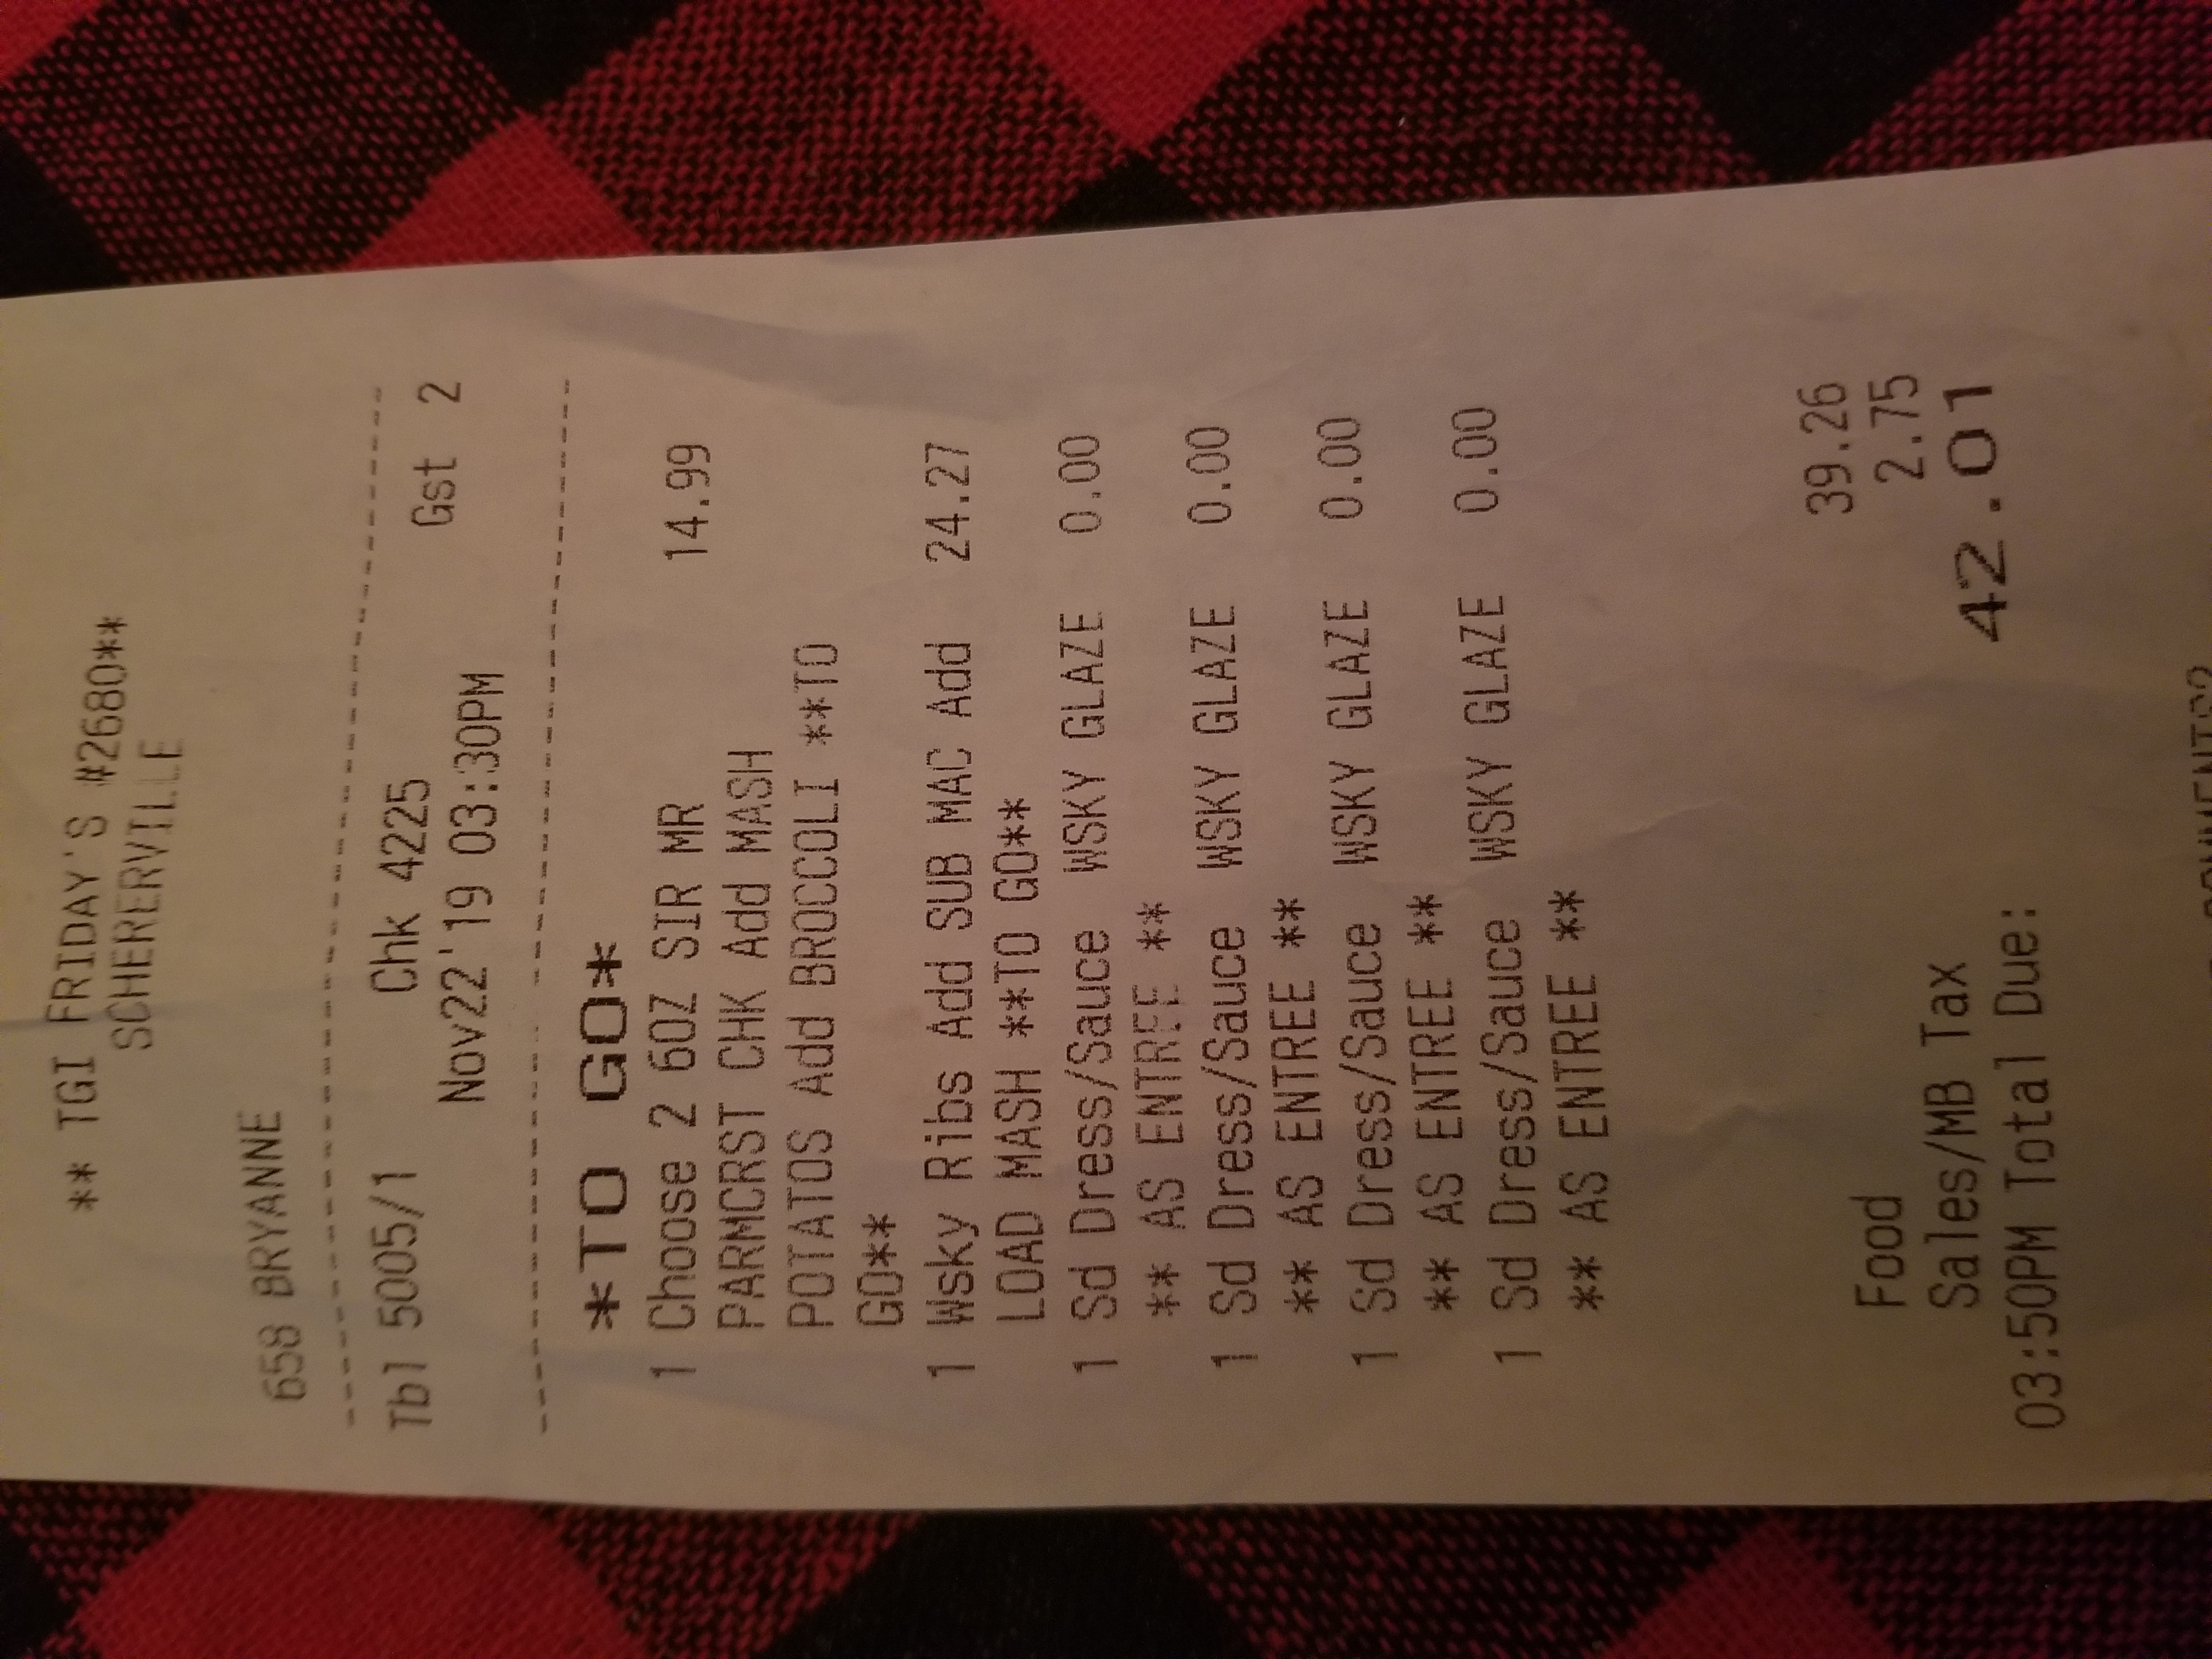 ** TGI FRIDAY'S #2680**
SCHERERVILLE
658 BRYANNE
Tbl 5005/1 Chk 4225 Gst 2
Nov22'19 03:30PM
*TO GO*
1 Choose 2 6OZ SIR MR 14.99
PARMCRST CHK Add MASH
POTATOS Add BROCCOLI **TO
GO**
1 Wsky Ribs Add SUB MAC Add 24.27
LOAD MASH **TO GO**
1 Sd Dress/Sauce WSKY GLAZE 0.00
** AS ENTREE **
1 Sd Dress/Sauce WSKY GLAZE 0.00
** AS ENTREE **
1 Sd Dress/Sauce WSKY GLAZE 0.00
** AS ENTREE **
1 Sd Dress/Sauce WSKY GLAZE 0.00
** AS ENTREE **
Food 39.26
Sales/MB Tax 2.75
03:50PM Total Due: 42.01